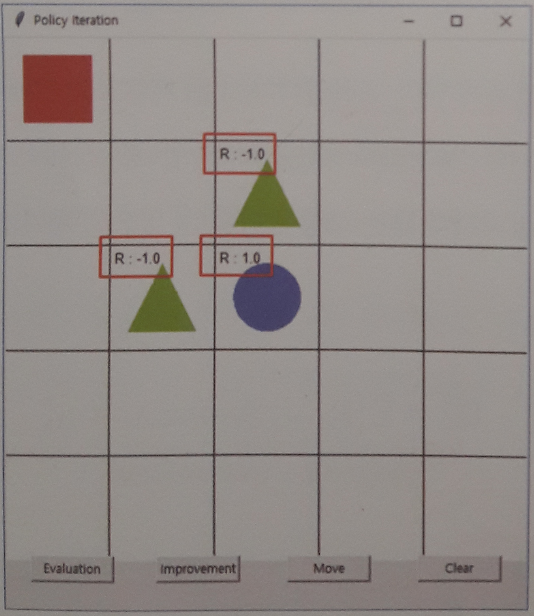 Policy Iteration
R : -1.0
R : -1.0
R : 1.0
Evaluation
Improvement
Move
Clear